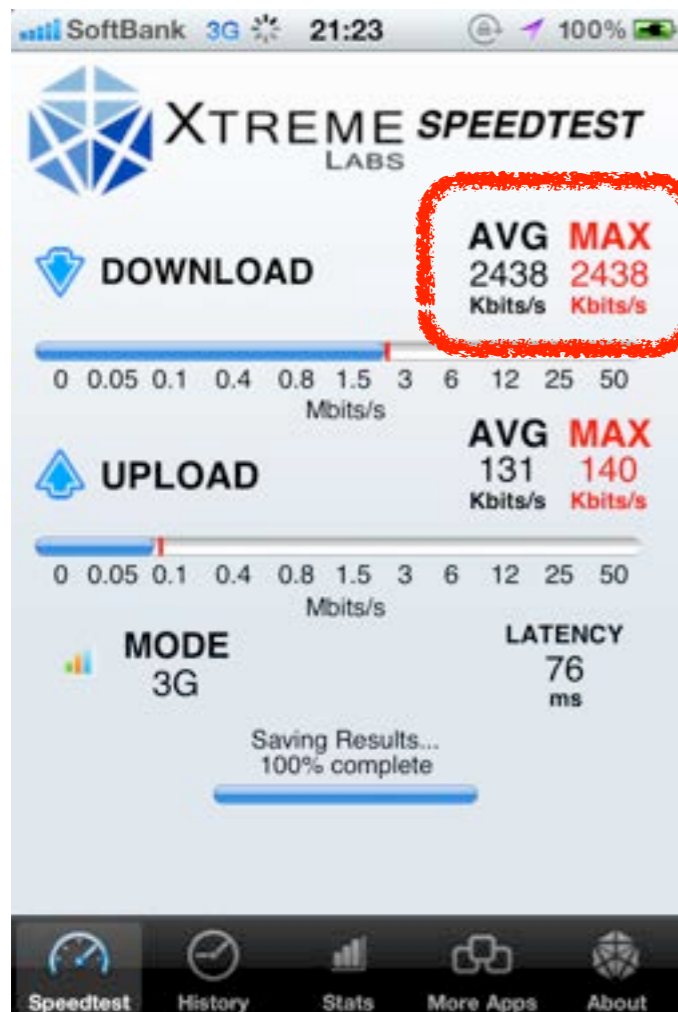 SoftBank 3G 21:23 100%
XTREME SPEEDTEST
LABS
AVG MAX
DOWNLOAD 2438 2438
Kbits/s Kbits/s
0 0.05 0.1 0.4 0.8 1.5 3 6 12 25 50
Mbits/s
AVG MAX
UPLOAD 131 140
Kbits/s Kbits/s
0 0.05 0.1 0.4 0.8 1.5 3 6 12 25 50
Mbits/s
MODE LATENCY
3G 76
ms
Saving Results...
100% complete
Speedtest History Stats More Apps About